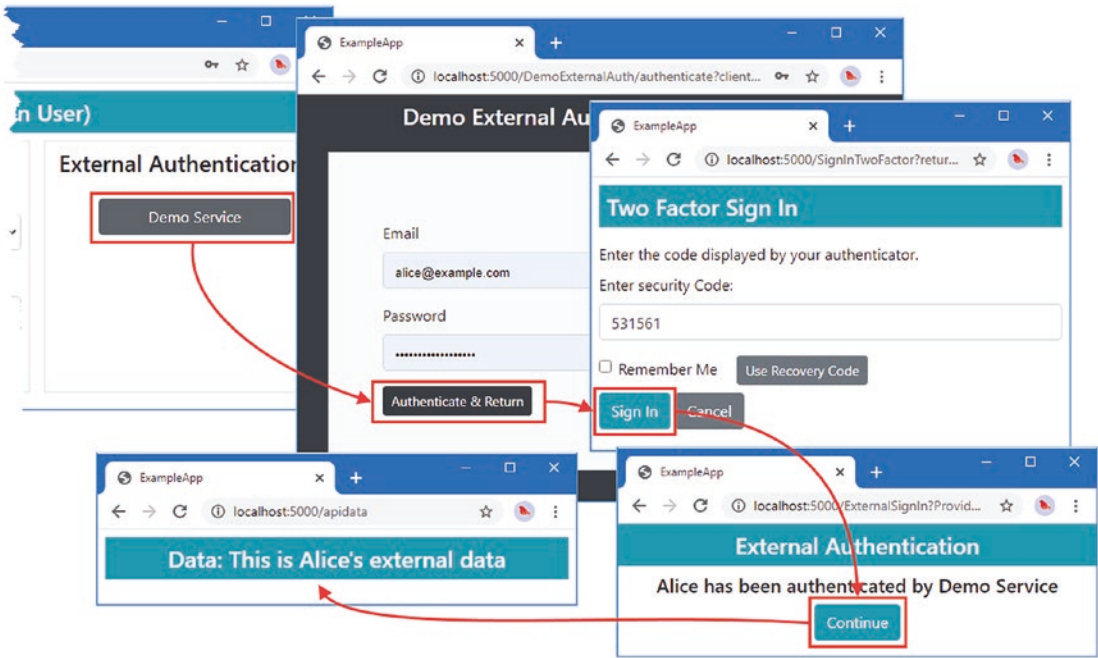 n User)
External Authentication
Demo Service
ExampleApp
localhost:5000/DemoExternalAuth/authenticate?client...
Demo External Au
Email
alice@example.com
Password
Authenticate & Return
ExampleApp
localhost:5000/SignInTwoFactor?retur...
Two Factor Sign In
Enter the code displayed by your authenticator.
Enter security Code:
531561
Remember Me
Use Recovery Code
Sign In
Cancel
ExampleApp
localhost:5000/apidata
Data: This is Alice's external data
ExampleApp
localhost:5000/ExternalSignIn?Provid...
External Authentication
Alice has been authenticated by Demo Service
Continue